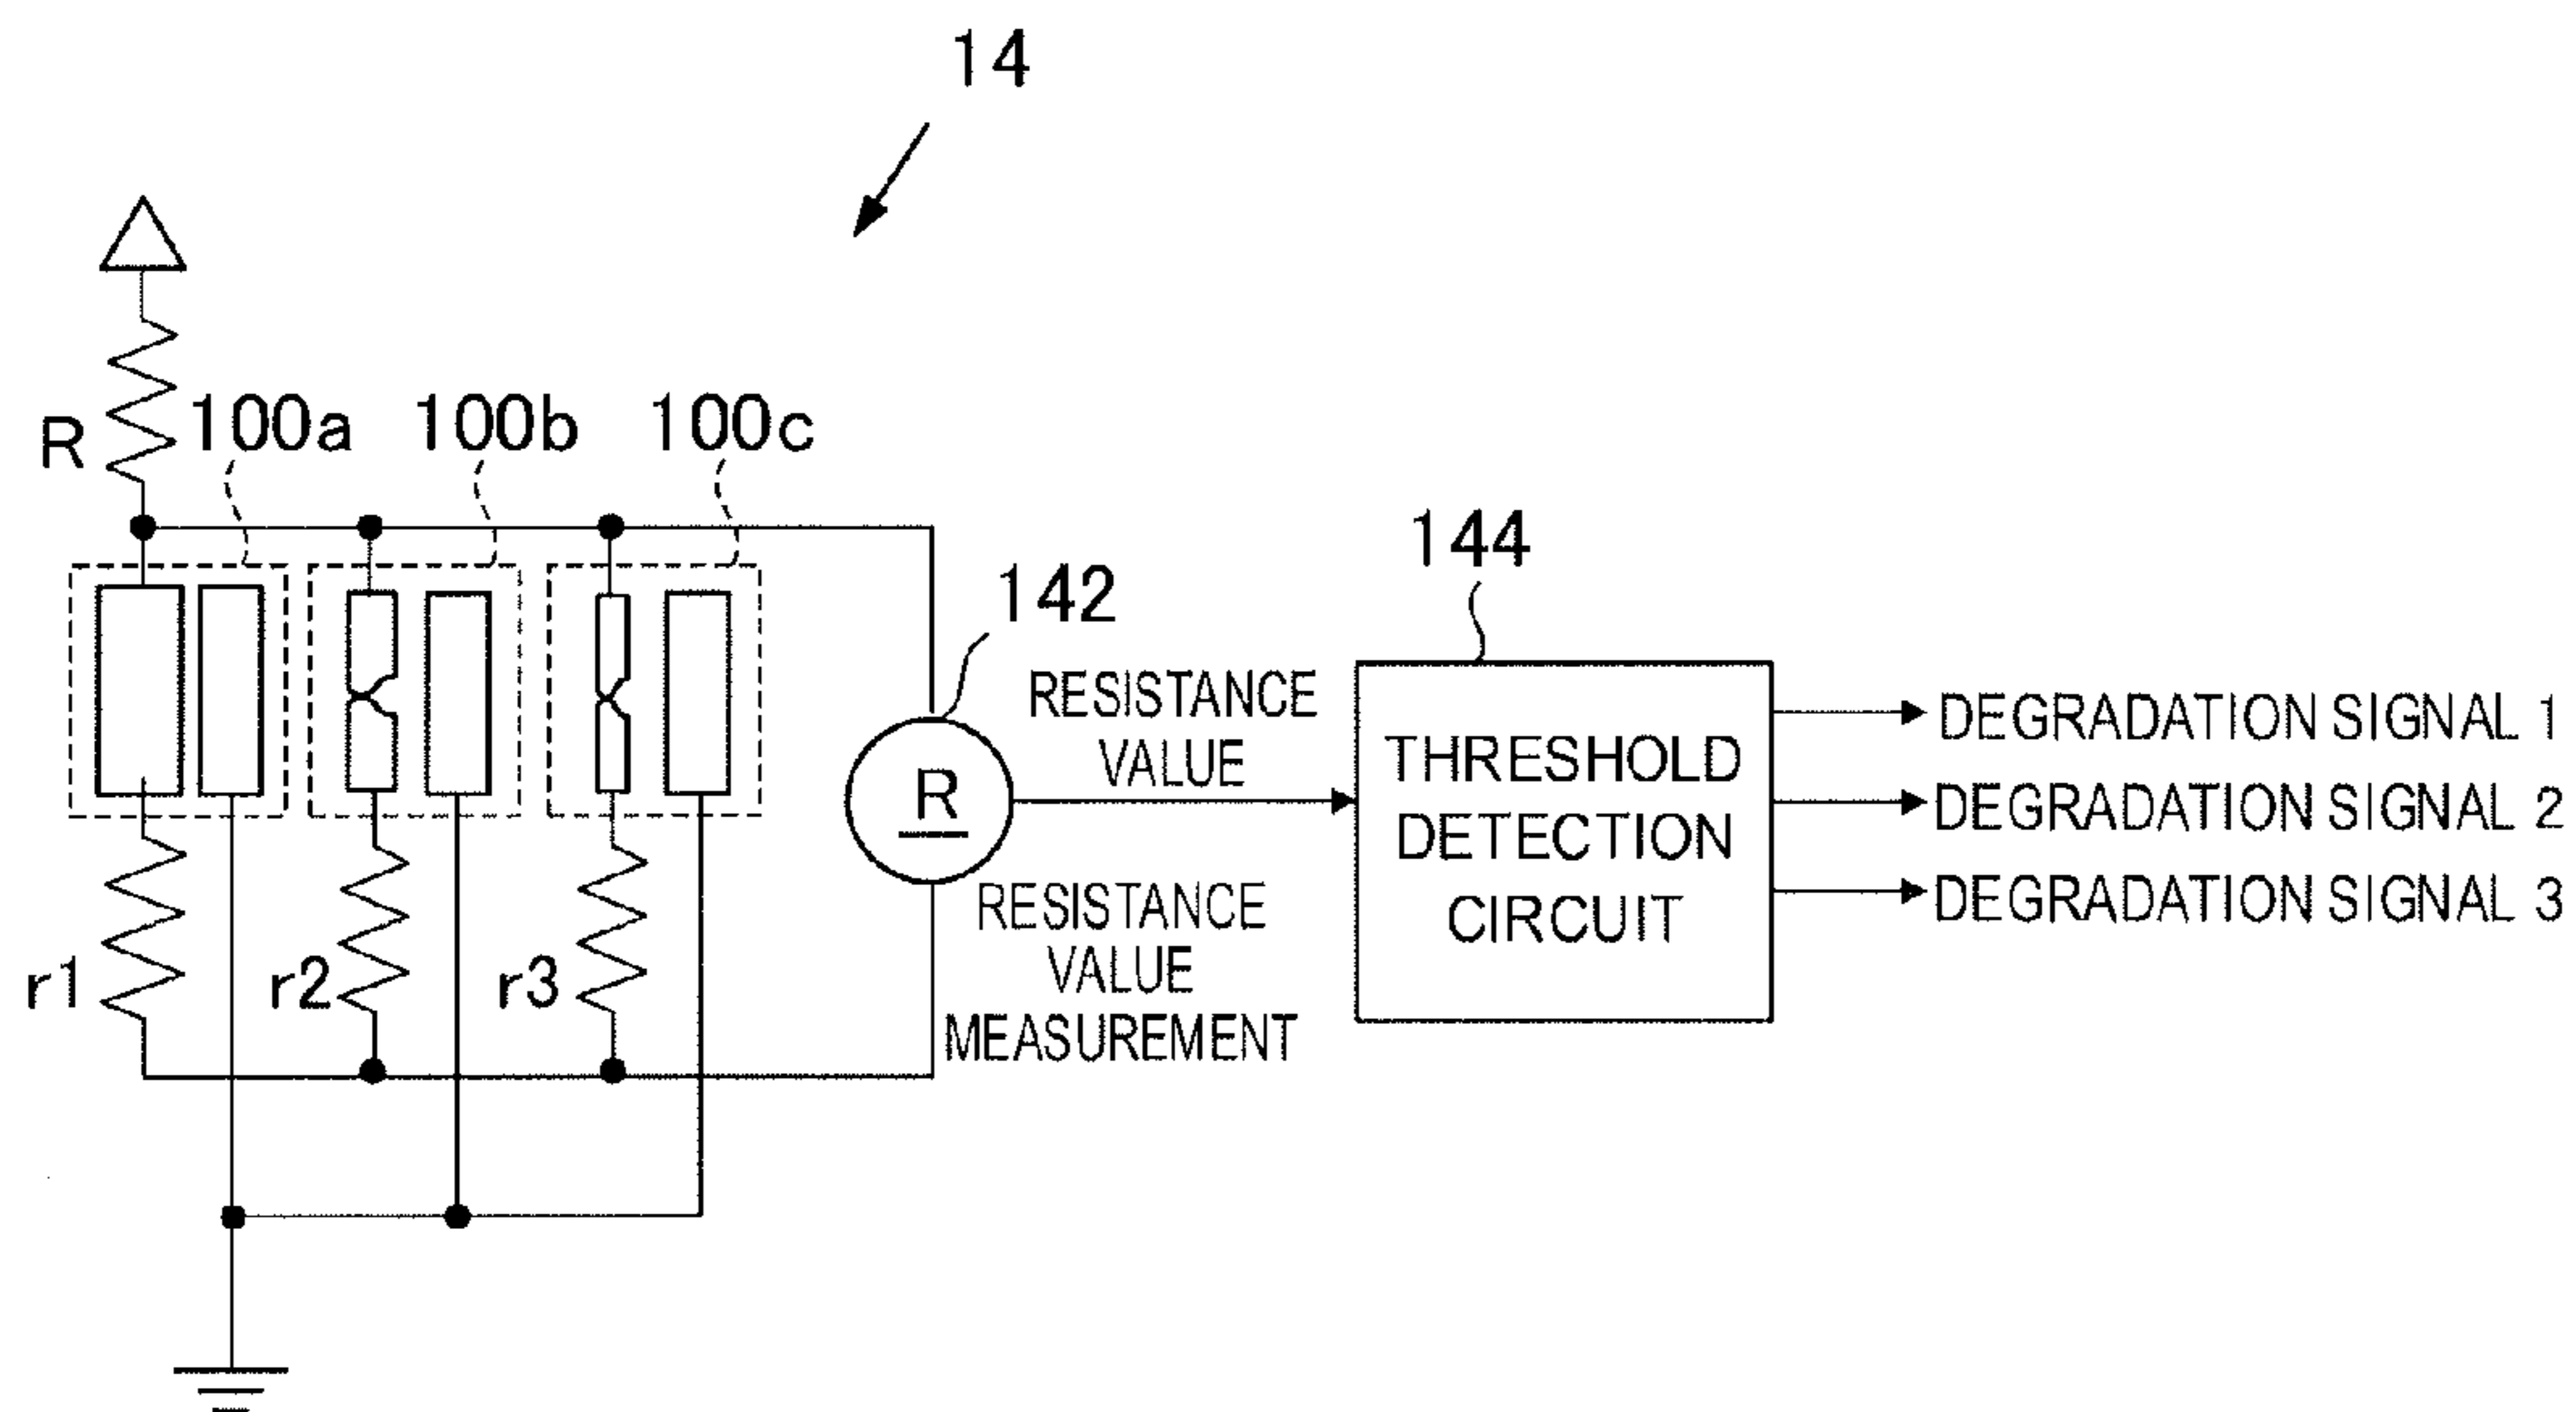 14
R
100a
100b
100c
142
144
RESISTANCE
VALUE
R
THRESHOLD
DETECTION
CIRCUIT
DEGRADATION SIGNAL 1
DEGRADATION SIGNAL 2
DEGRADATION SIGNAL 3
RESISTANCE
VALUE
MEASUREMENT
r1
r2
r3